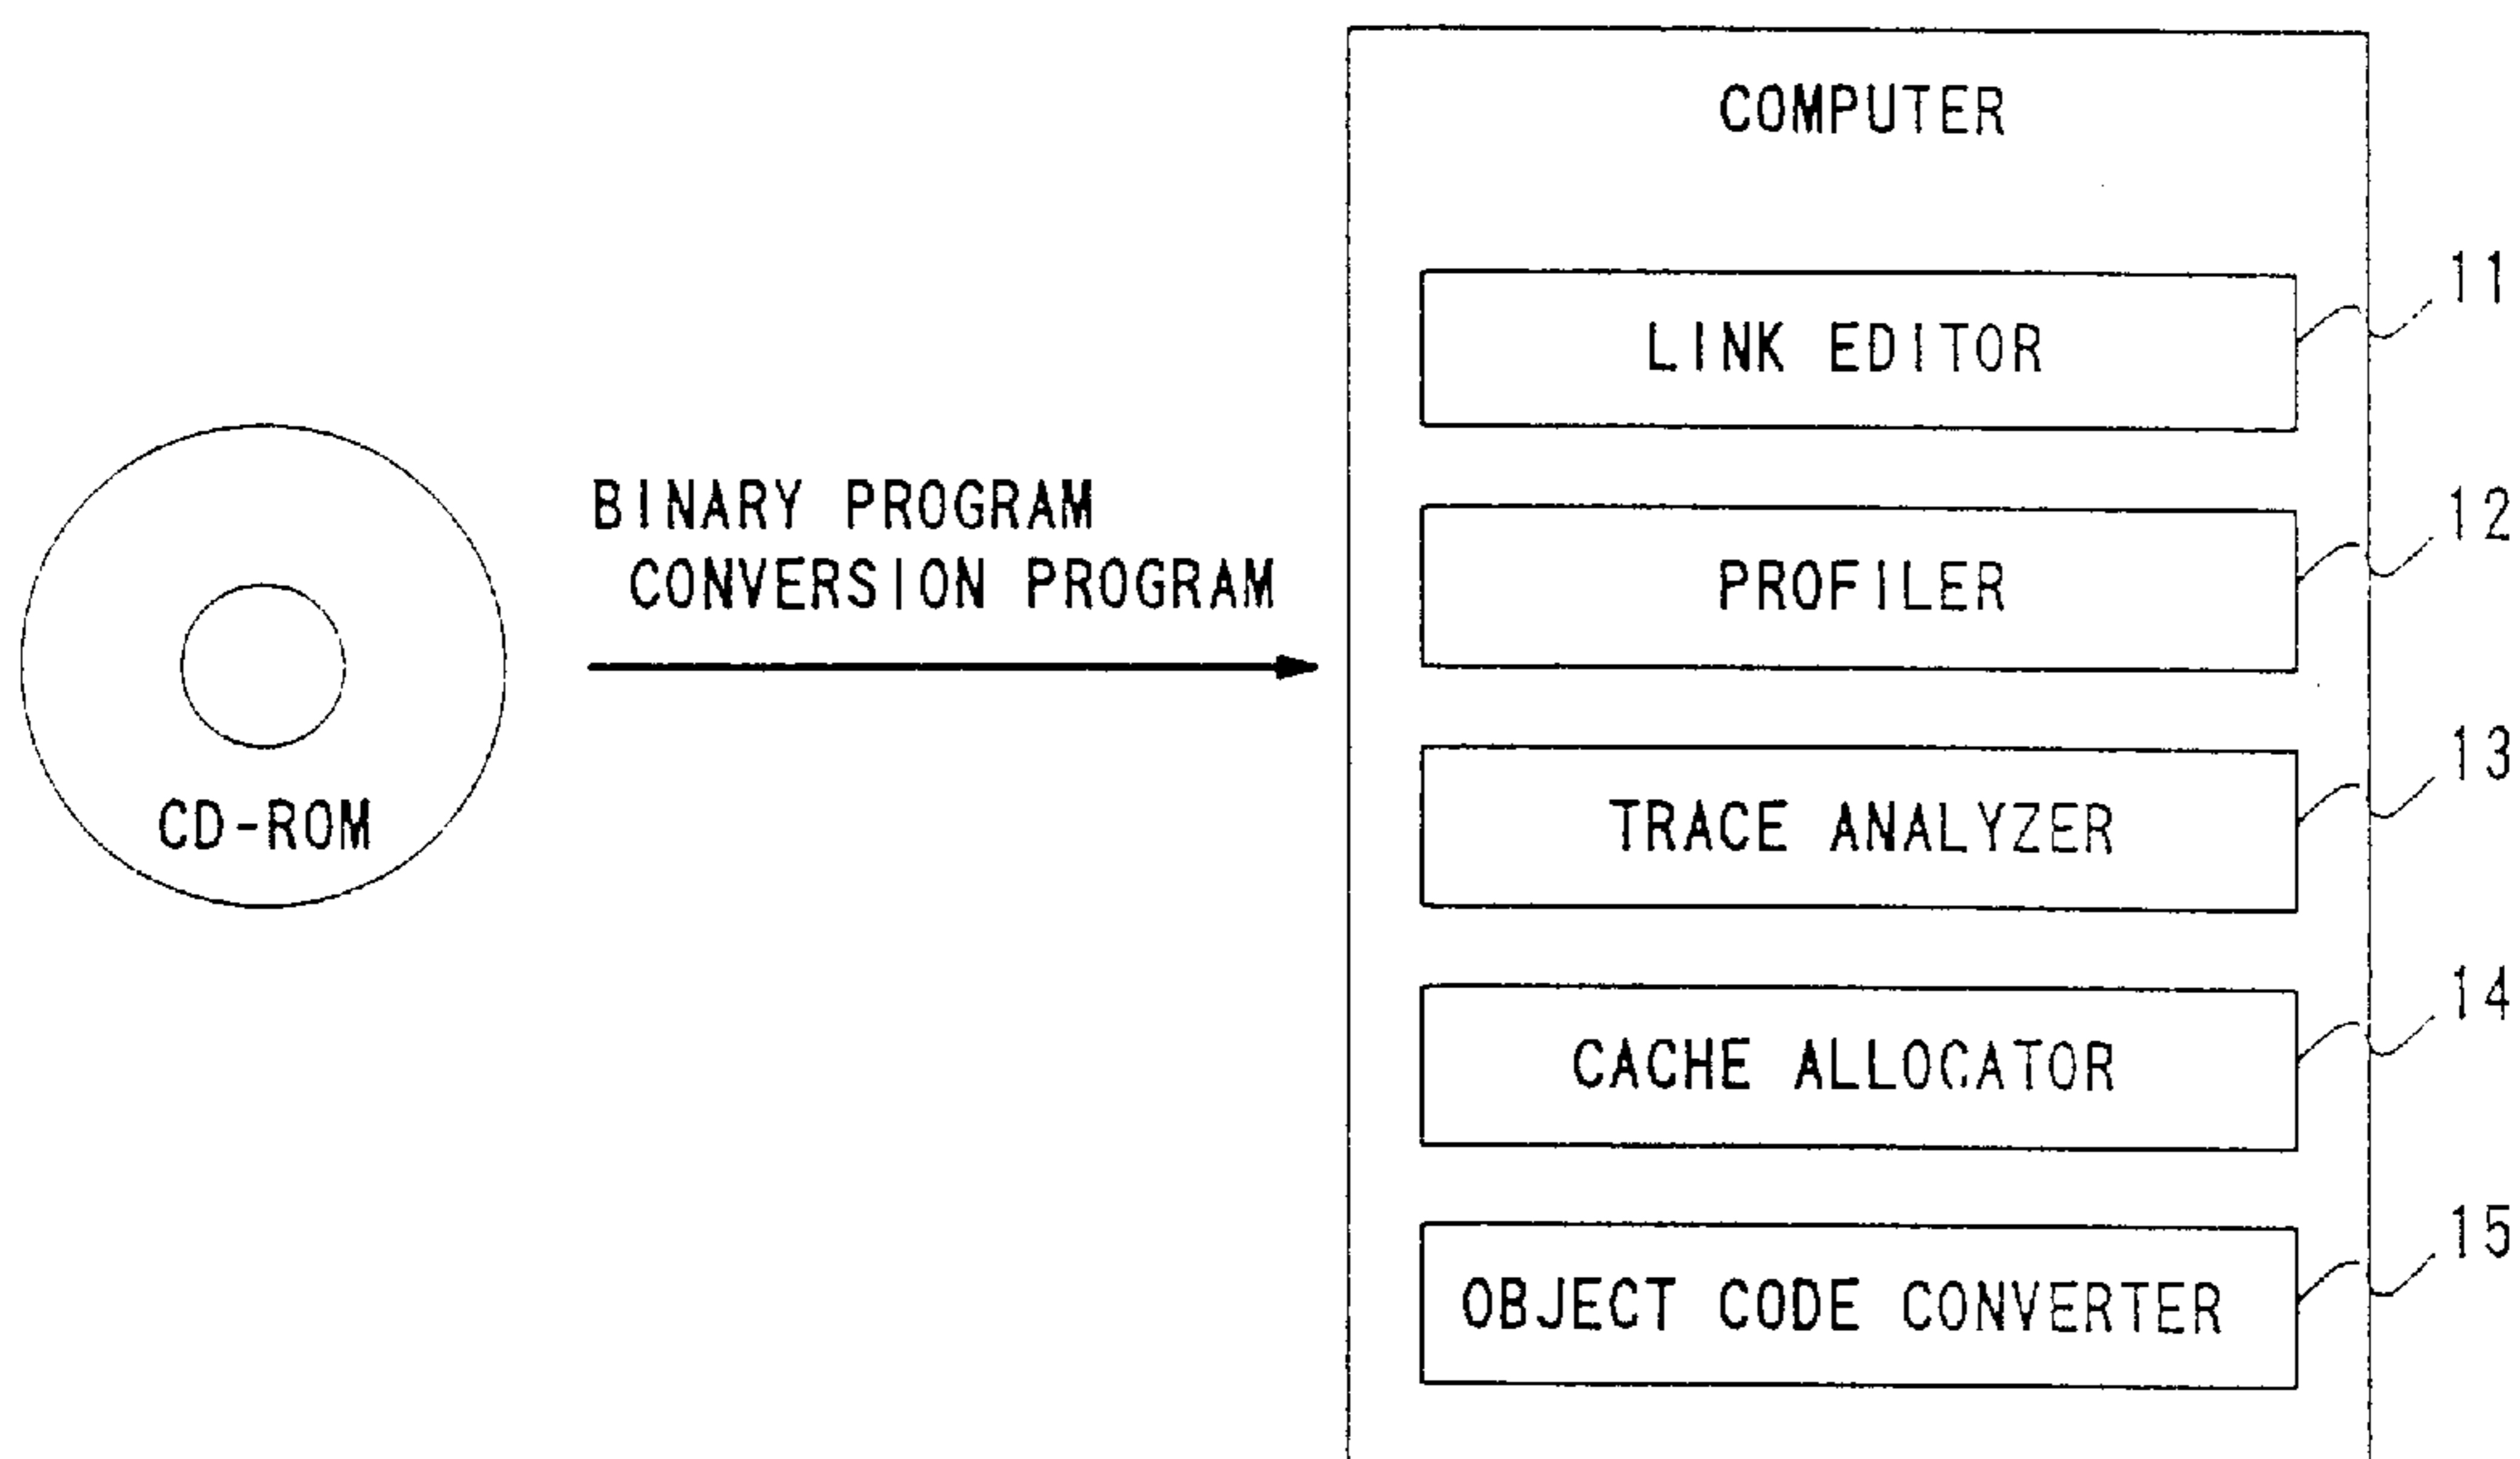 COMPUTER
11
LINK EDITOR
BINARY PROGRAM
CONVERSION PROGRAM
12
PROFILER
13
TRACE ANALYZER
CD-ROM
14
CACHE ALLOCATOR
15
OBJECT CODE CONVERTER